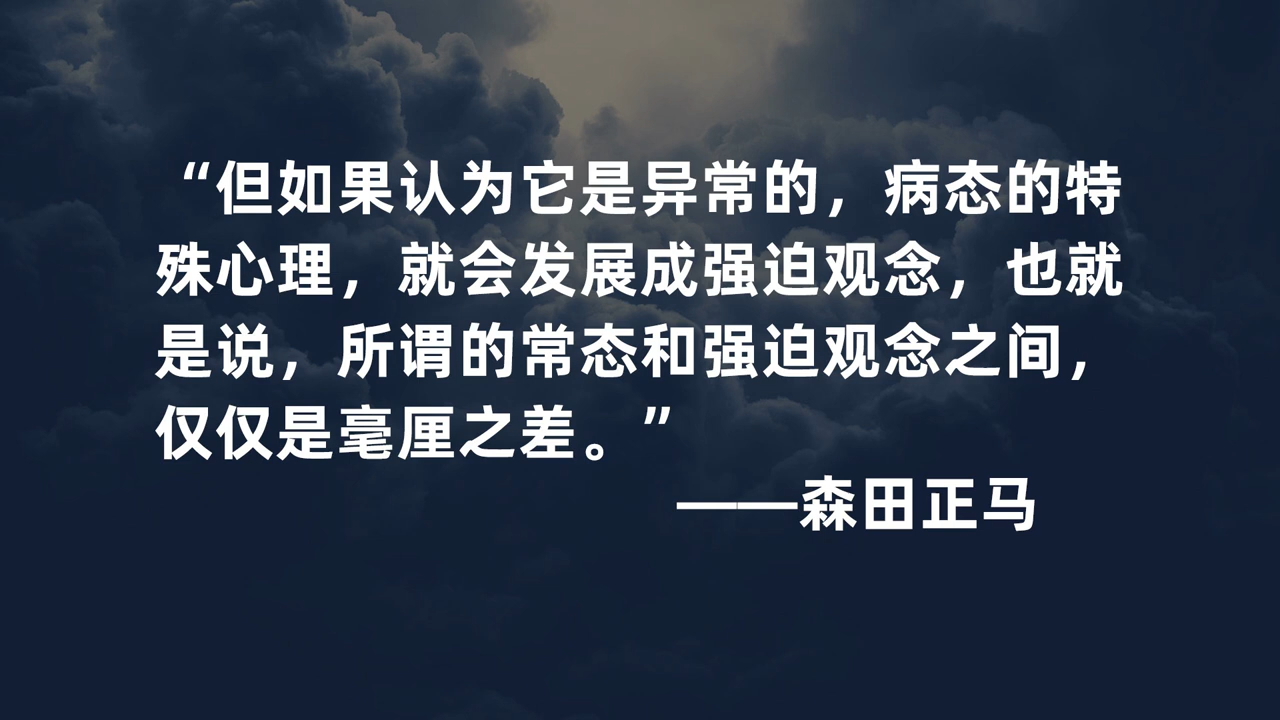 “但如果认为它是异常的，病态的特
殊心理，就会发展成强迫观念，也就
是说，所谓的常态和强迫观念之间，
仅仅是毫厘之差。”
——森田正马